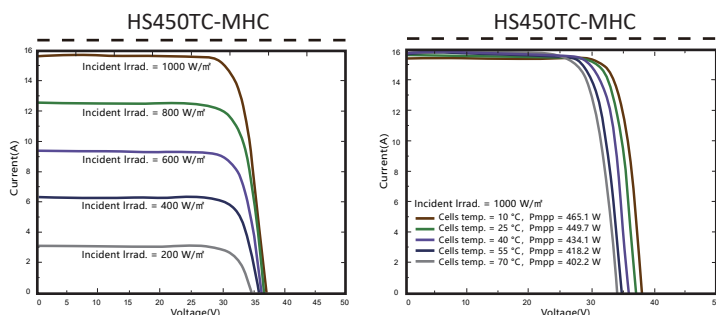 HS450TC-MHC
16
14
12
10
8
6
4
2
0
Current(A)
Incident Irrad. = 1000 W/㎡
Incident Irrad. = 800 W/㎡
Incident Irrad. = 600 W/㎡
Incident Irrad. = 400 W/㎡
Incident Irrad. = 200 W/㎡
0 5 10 15 20 25 30 35 40 45 50
Voltage(V)
HS450TC-MHC
16
14
12
10
8
6
4
2
0
Current(A)
Incident Irrad. = 1000 W/㎡
Cells temp. = 10 °C, Pmpp = 465.1 W
Cells temp. = 25 °C, Pmpp = 449.7 W
Cells temp. = 40 °C, Pmpp = 434.1 W
Cells temp. = 55 °C, Pmpp = 418.2 W
Cells temp. = 70 °C, Pmpp = 402.2 W
0 10 20 30 40 50
Voltage(V)